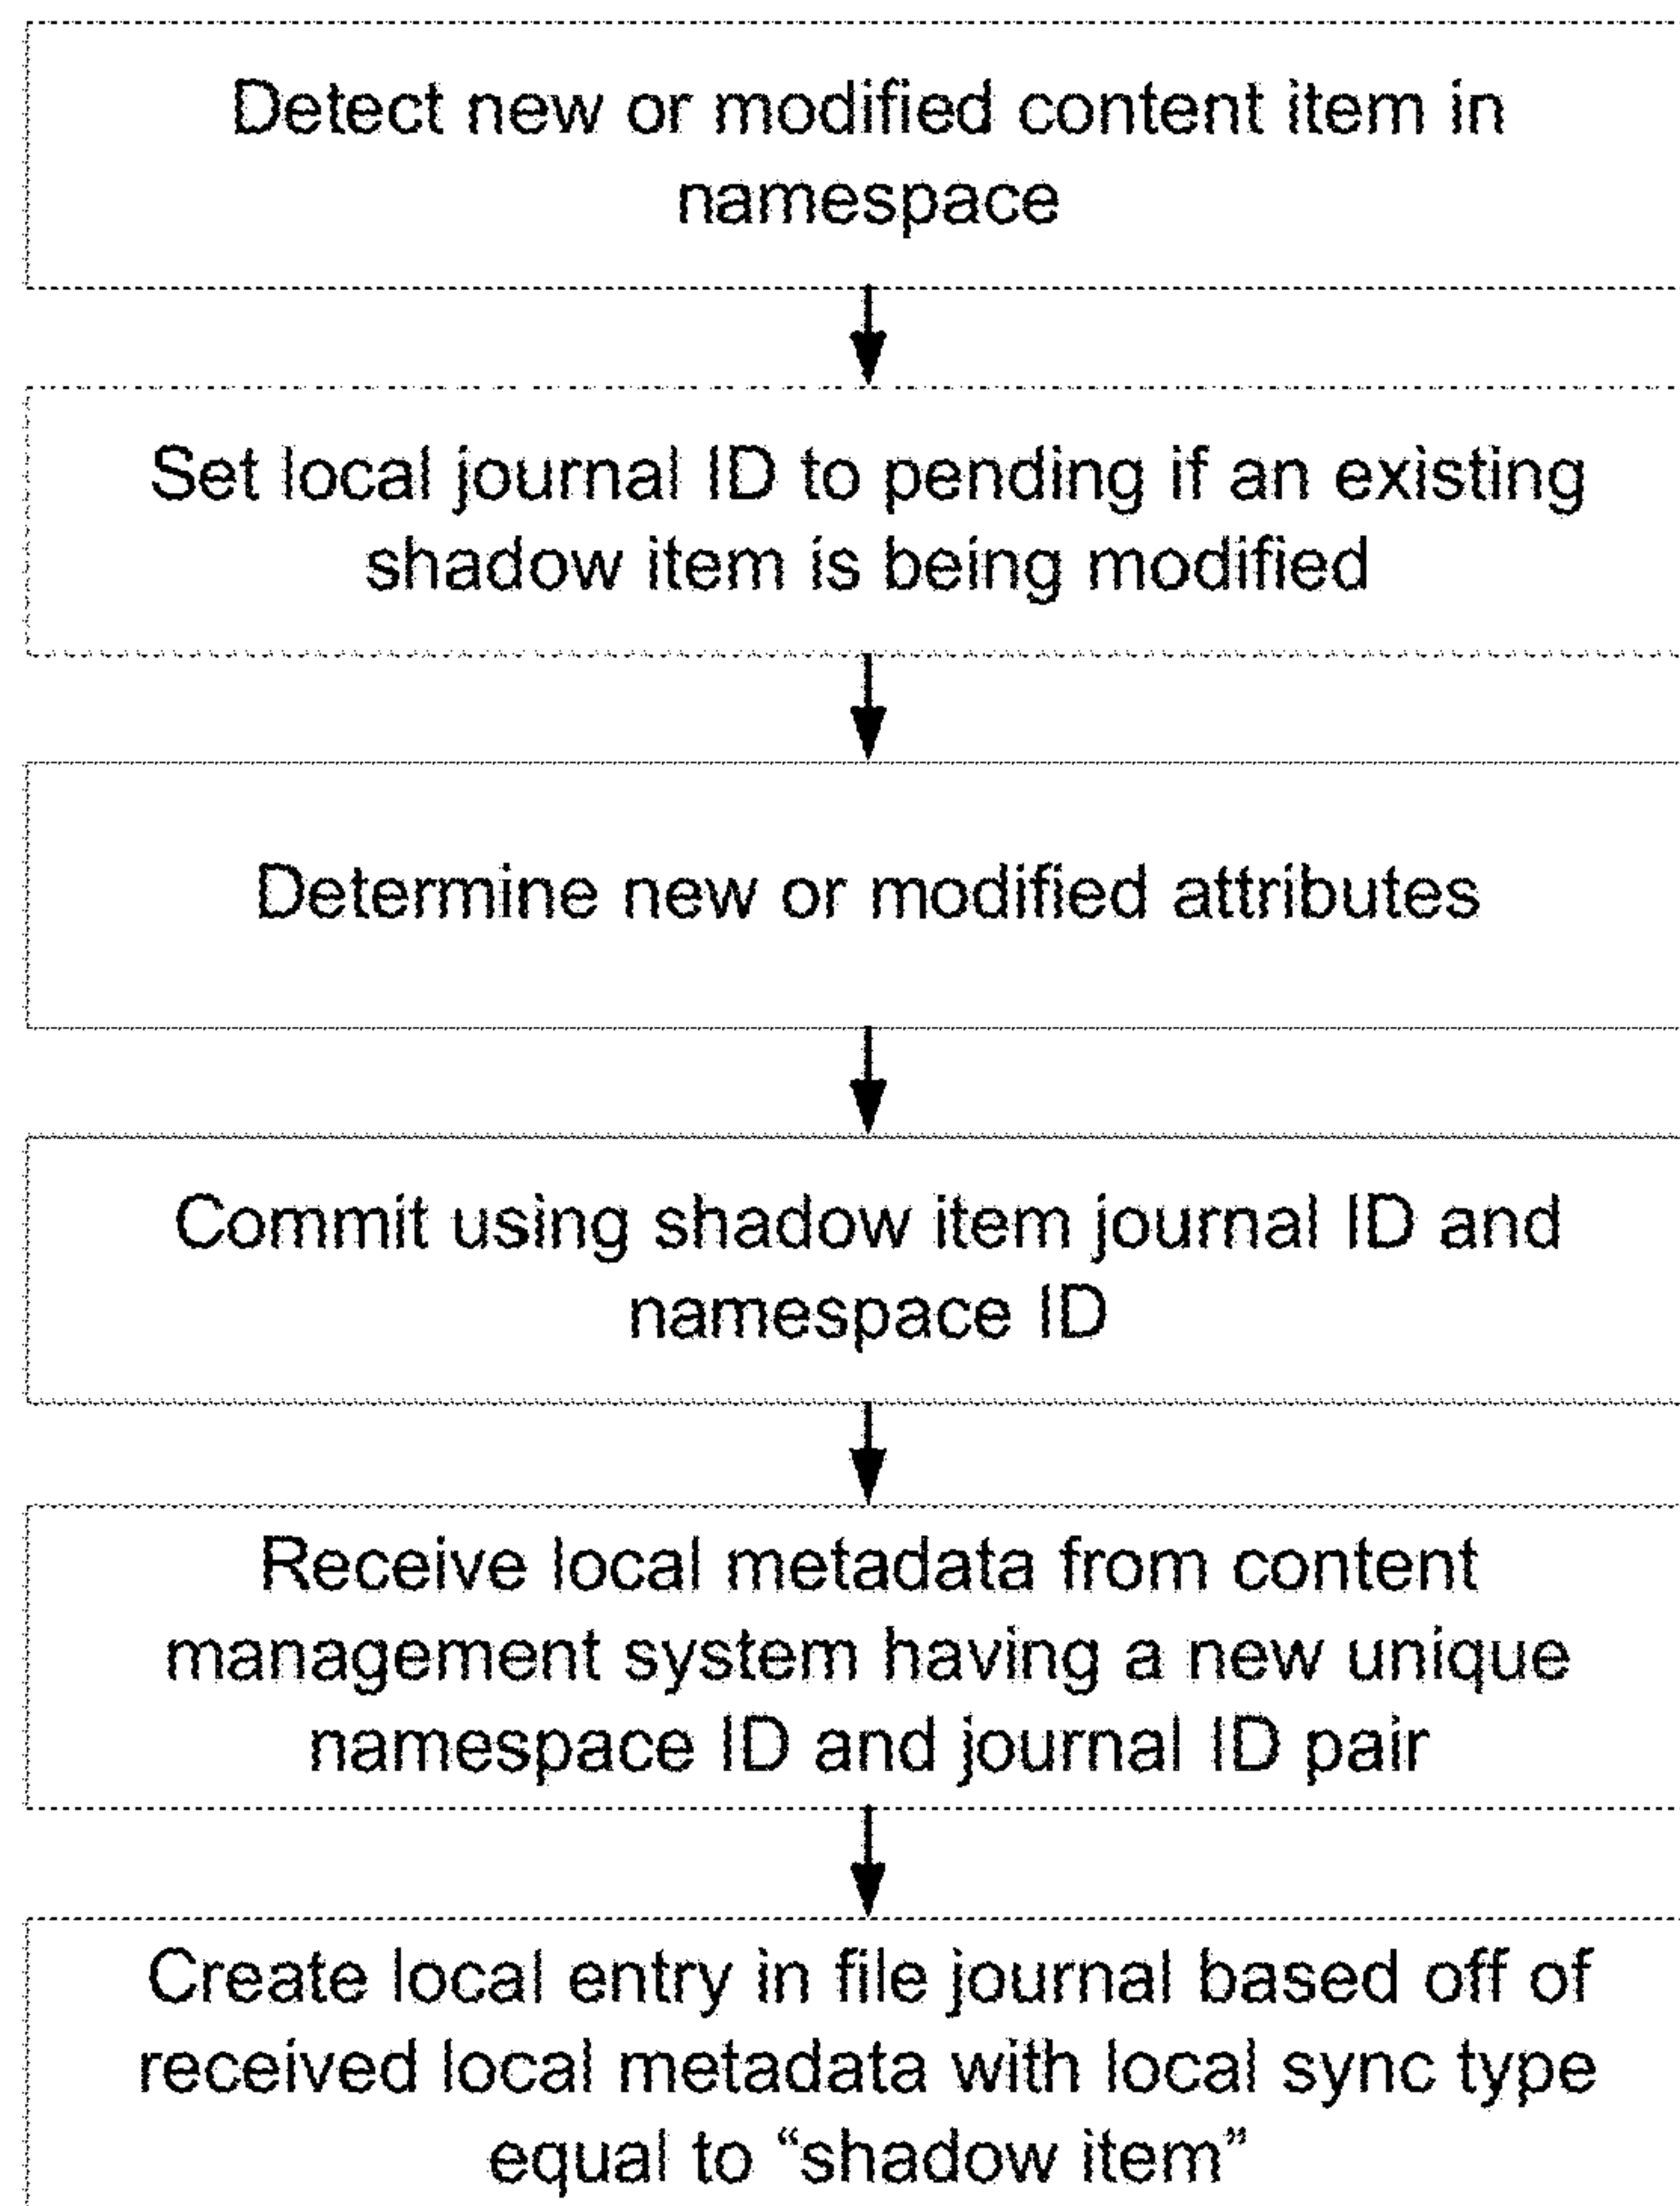 Detect new or modified content item in
namespace
Set local journal ID to pending if an existing
shadow item is being modified
Determine new or modified attributes
Commit using shadow item journal ID and
namespace ID
Receive local metadata from content
management system having a new unique
namespace ID and journal ID pair
Create local entry in file journal based off of
received local metadata with local sync type
equal to “shadow item”